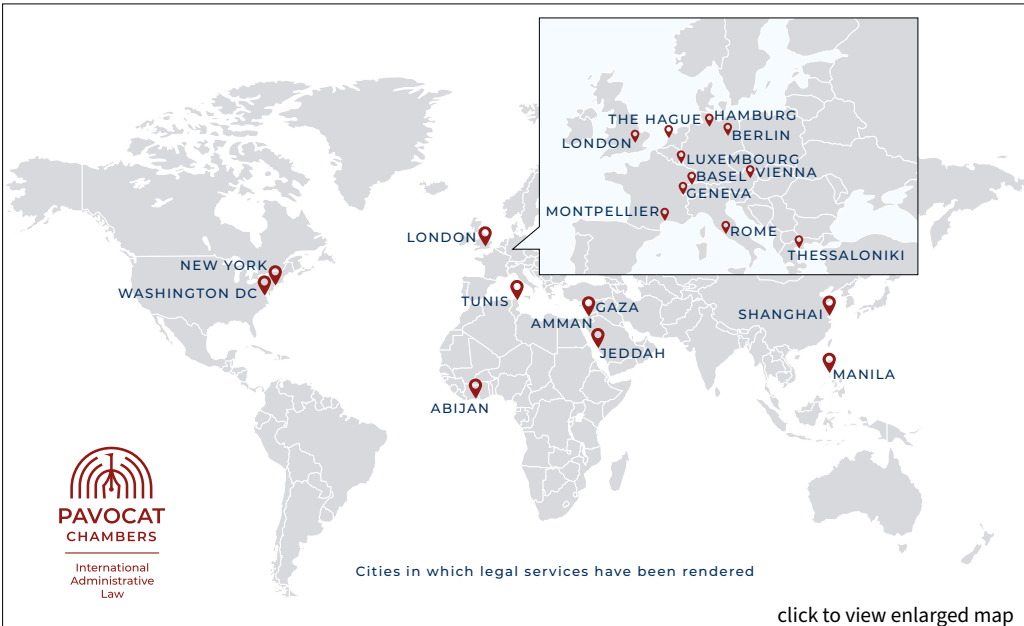 THE HAGUE
HAMBURG
BERLIN
LONDON
LUXEMBOURG
BASEL
VIENNA
GENEVA
MONTPELLIER
ROME
THESSALONIKI
LONDON
NEW YORK
WASHINGTON DC
TUNIS
GAZA
AMMAN
JEDDAH
SHANGHAI
MANILA
ABIJAN
PAVOCAT
CHAMBERS
International
Administrative
Law
Cities in which legal services have been rendered
click to view enlarged map